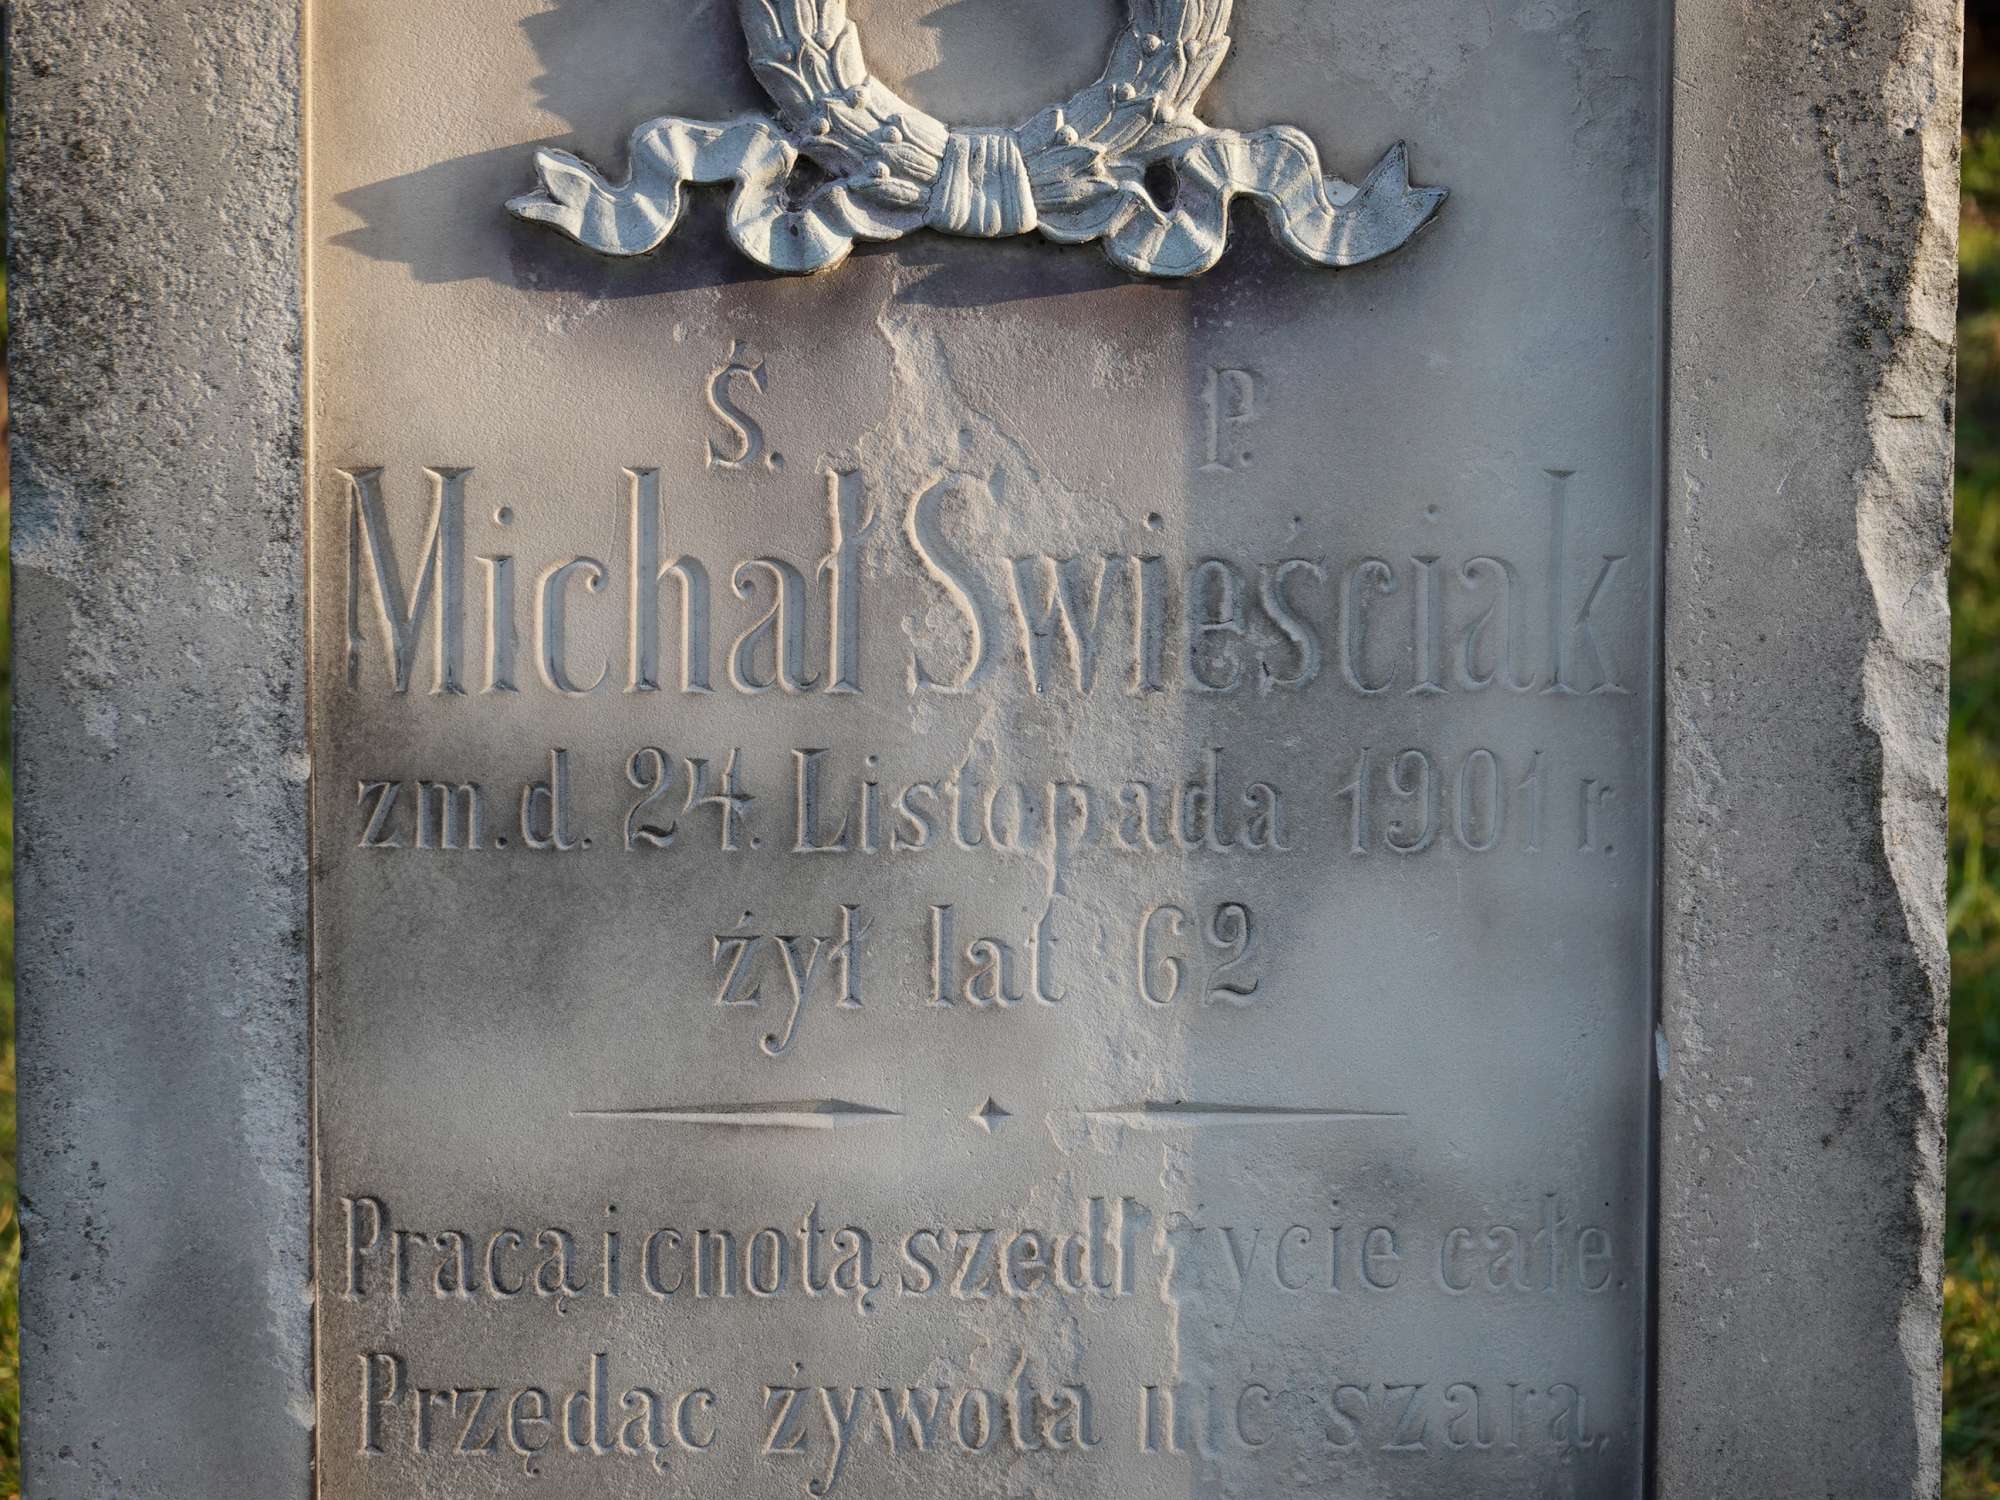 Ś. P.
Michał Świeściak
zm. d. 24. Listopada 1901 r.
żył lat 62
Pracą i cnotą szedł życie całe.
Przędąc żywota nić szarą,